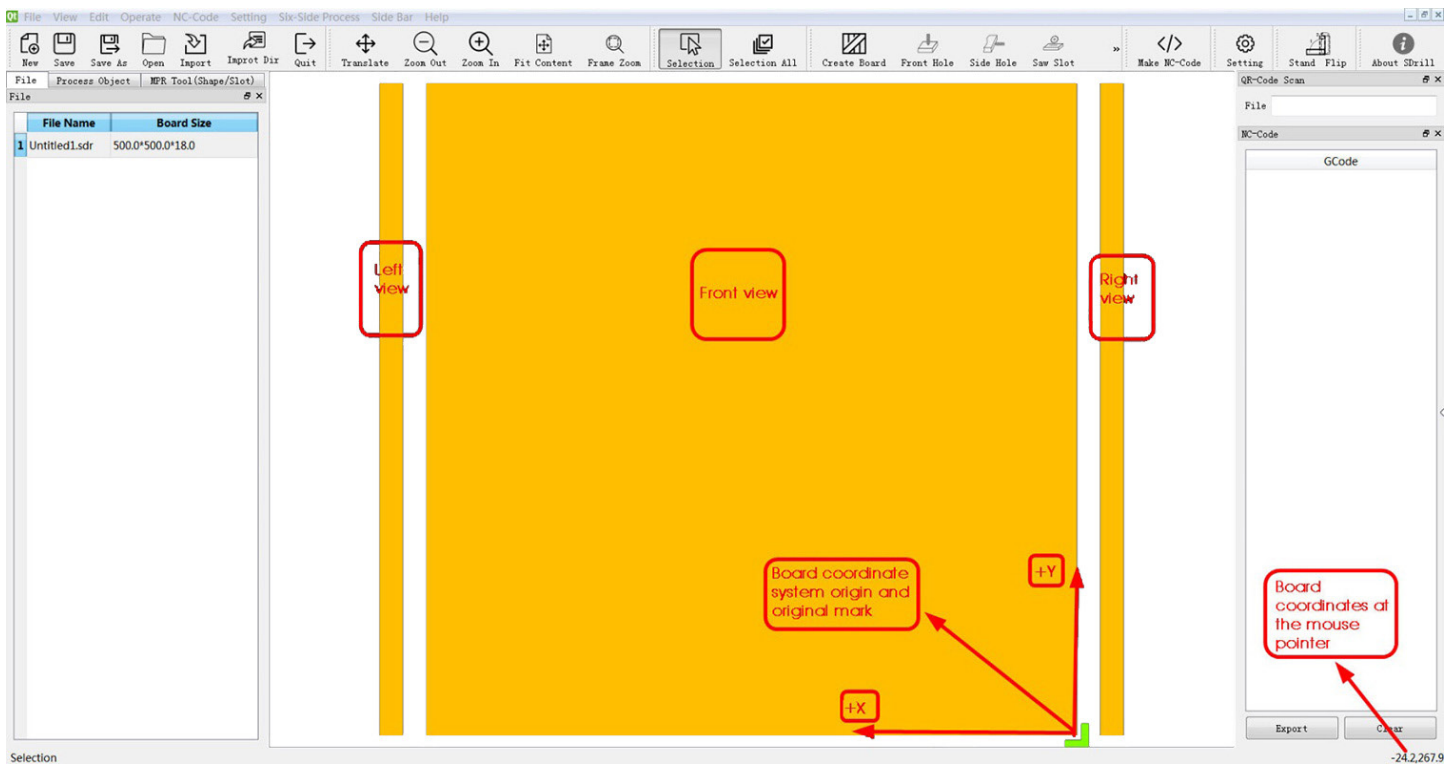 Qt File View Edit Operate NC-Code Setting Six-Side Process Side Bar Help
New Save Save As Open Import Improt Dir Quit Translate Zoom Out Zoom In Fit Content Frame Zoom Selection Selection All Create Board Front Hole Side Hole Saw Slot » </> Make NC-Code Setting Stand Flip About SDrill
File Process Object MPR Tool(Shape/Slot)
File
File Name Board Size
1 Untitled1.sdr 500.0*500.0*18.0
Left
view
Front view
Right
view
Board coordinate
system origin and
original mark
+Y
+X
QR-Code Scan
File
NC-Code
GCode
Board
coordinates at
the mouse
pointer
Export Clear
Selection
-24.2,267.9